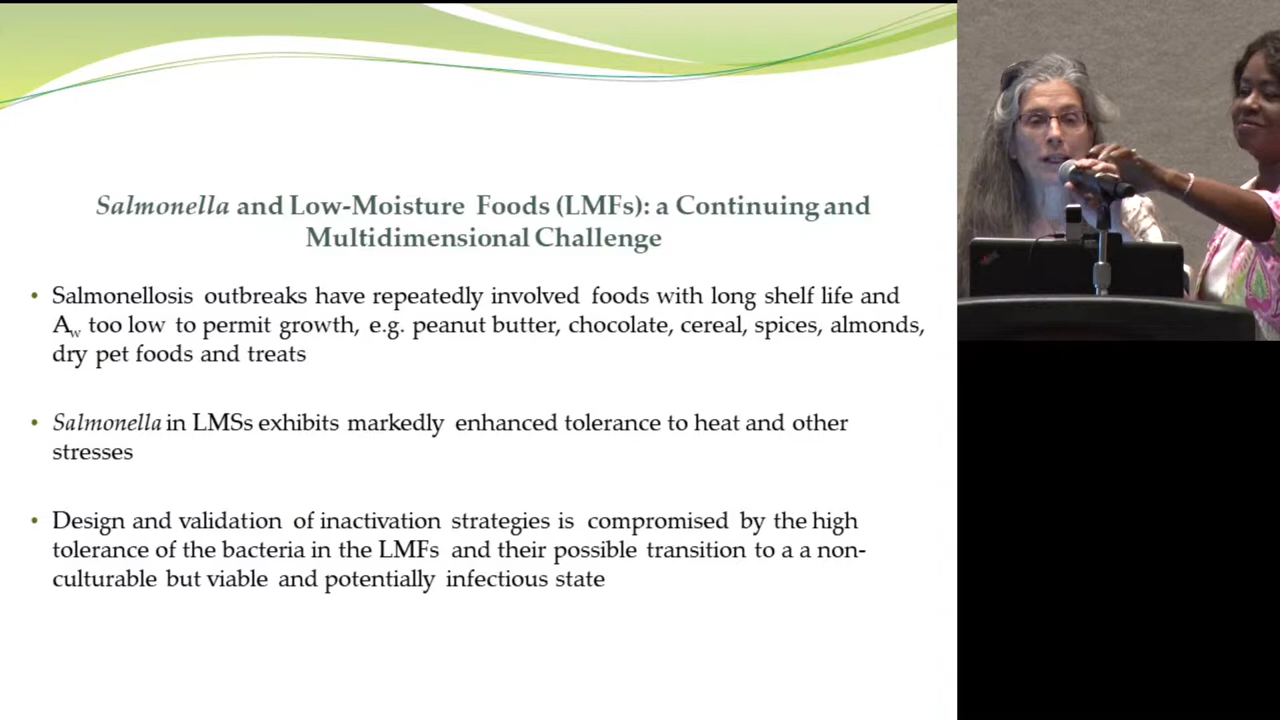 Salmonella and Low-Moisture Foods (LMFs): a Continuing and
Multidimensional Challenge
• Salmonellosis outbreaks have repeatedly involved foods with long shelf life and
Aw too low to permit growth, e.g. peanut butter, chocolate, cereal, spices, almonds,
dry pet foods and treats
• Salmonella in LMSs exhibits markedly enhanced tolerance to heat and other
stresses
• Design and validation of inactivation strategies is compromised by the high
tolerance of the bacteria in the LMFs and their possible transition to a a non-
culturable but viable and potentially infectious state